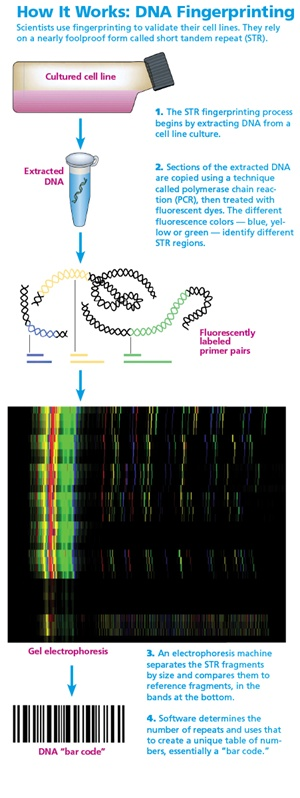 How It Works: DNA Fingerprinting
Scientists use fingerprinting to validate their cell lines. They rely
on a nearly foolproof form called short tandem repeat (STR).
Cultured cell line
1. The STR fingerprinting process
begins by extracting DNA from a
cell line culture.
Extracted
DNA
2. Sections of the extracted DNA
are copied using a technique
called polymerase chain reac-
tion (PCR), then treated with
fluorescent dyes. The different
fluorescence colors — blue, yel-
low or green — identify different
STR regions.
Fluorescently
labeled
primer pairs
Gel electrophoresis
3. An electrophoresis machine
separates the STR fragments
by size and compares them to
reference fragments, in the
bands at the bottom.
4. Software determines the
number of repeats and uses that
to create a unique table of num-
bers, essentially a “bar code.”
DNA “bar code”